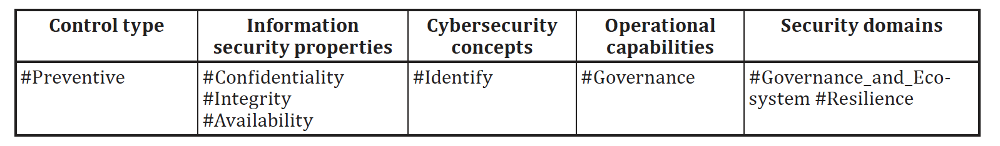 Control type
Information
security properties
Cybersecurity
concepts
Operational
capabilities
Security domains
#Preventive
#Confidentiality
#Integrity
#Availability
#Identify
#Governance
#Governance_and_Eco-
system #Resilience